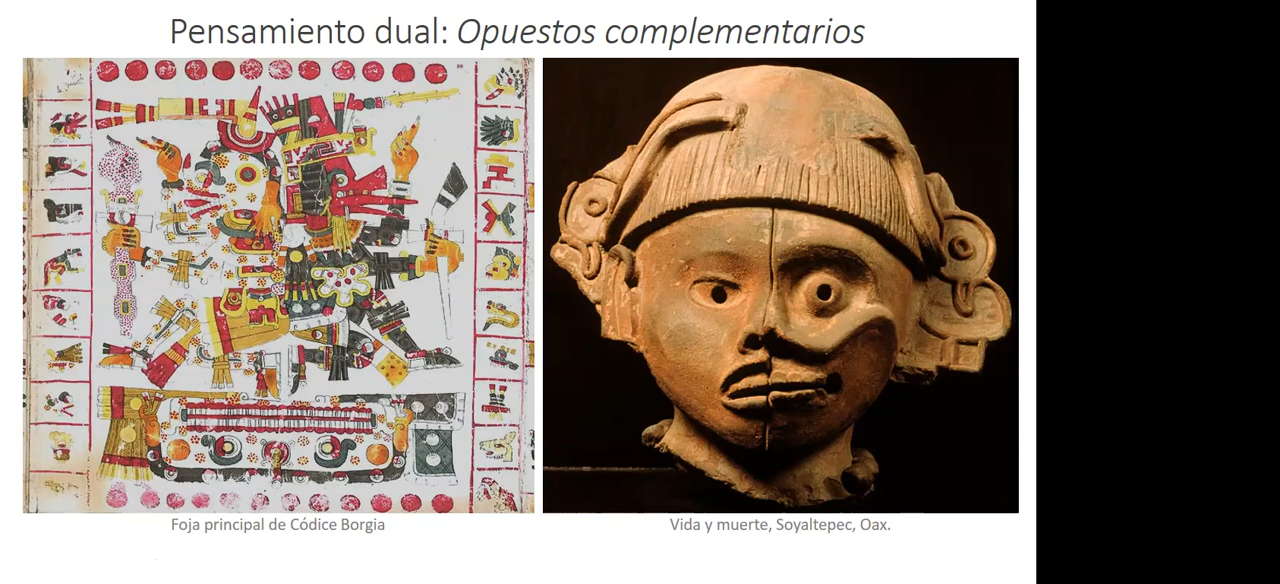 Pensamiento dual: Opuestos complementarios
Foja principal de Códice Borgia
Vida y muerte, Soyaltepec, Oax.